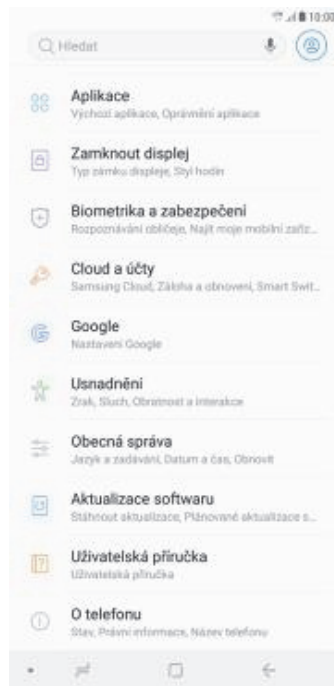 10:00
Hledat
Aplikace
Výchozí aplikace, Oprávnění aplikace
Zamknout displej
Typ zámku displeje, Styl hodin
Biometrika a zabezpečení
Rozpoznávání obličeje, Najít moje mobilní zaříz...
Cloud a účty
Samsung Cloud, Záloha a obnovení, Smart Swit...
Google
Nastavení Google
Usnadnění
Zrak, Sluch, Obratnost a interakce
Obecná správa
Jazyk a zadávání, Datum a čas, Obnovit
Aktualizace softwaru
Stáhnout aktualizace, Plánované aktualizace s...
Uživatelská příručka
Uživatelská příručka
O telefonu
Stav, Právní informace, Název telefonu